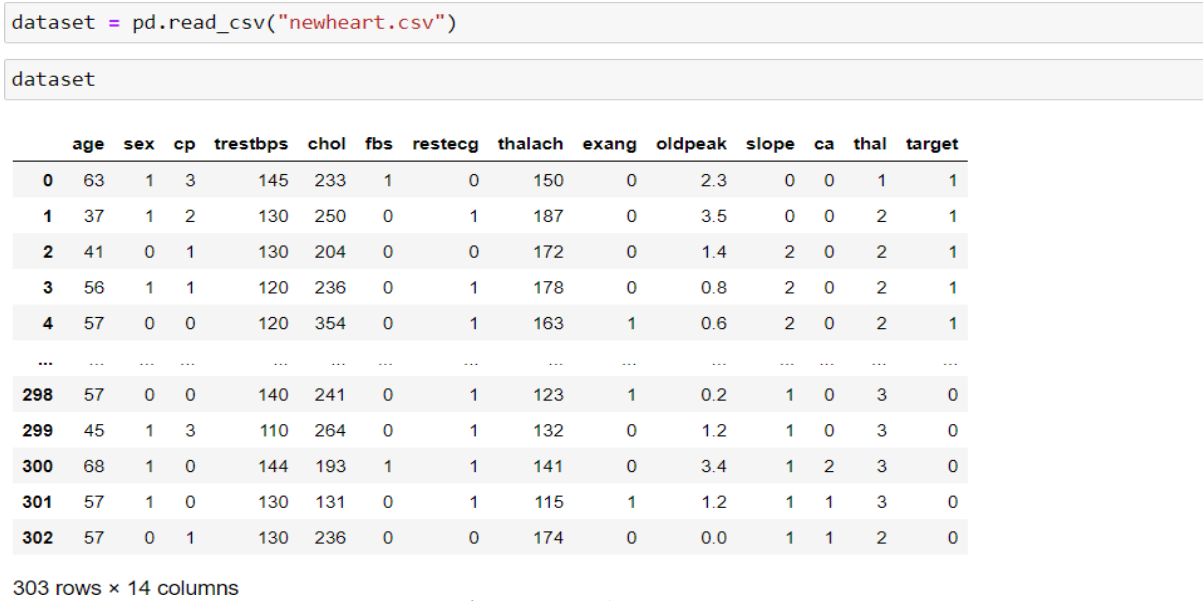 dataset = pd.read_csv("newheart.csv")
dataset
age sex cp trestbps chol fbs restecg thalach exang oldpeak slope ca thal target
0 63 1 3 145 233 1 0 150 0 2.3 0 0 1 1
1 37 1 2 130 250 0 1 187 0 3.5 0 0 2 1
2 41 0 1 130 204 0 0 172 0 1.4 2 0 2 1
3 56 1 1 120 236 0 1 178 0 0.8 2 0 2 1
4 57 0 0 120 354 0 1 163 1 0.6 2 0 2 1
... ... ... ... ... ... ... ... ... ... ... ... ... ... ...
298 57 0 0 140 241 0 1 123 1 0.2 1 0 3 0
299 45 1 3 110 264 0 1 132 0 1.2 1 0 3 0
300 68 1 0 144 193 1 1 141 0 3.4 1 2 3 0
301 57 1 0 130 131 0 1 115 1 1.2 1 1 3 0
302 57 0 1 130 236 0 0 174 0 0.0 1 1 2 0
303 rows × 14 columns